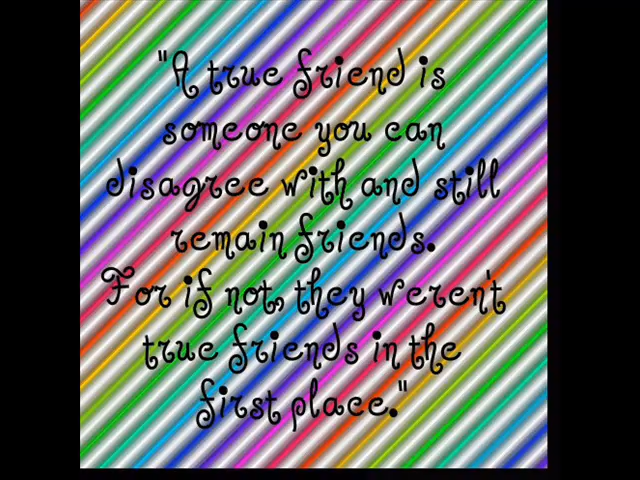 "A true friend is
someone you can
disagree with and still
remain friends.
For if not, they weren't
true friends in the
first place."